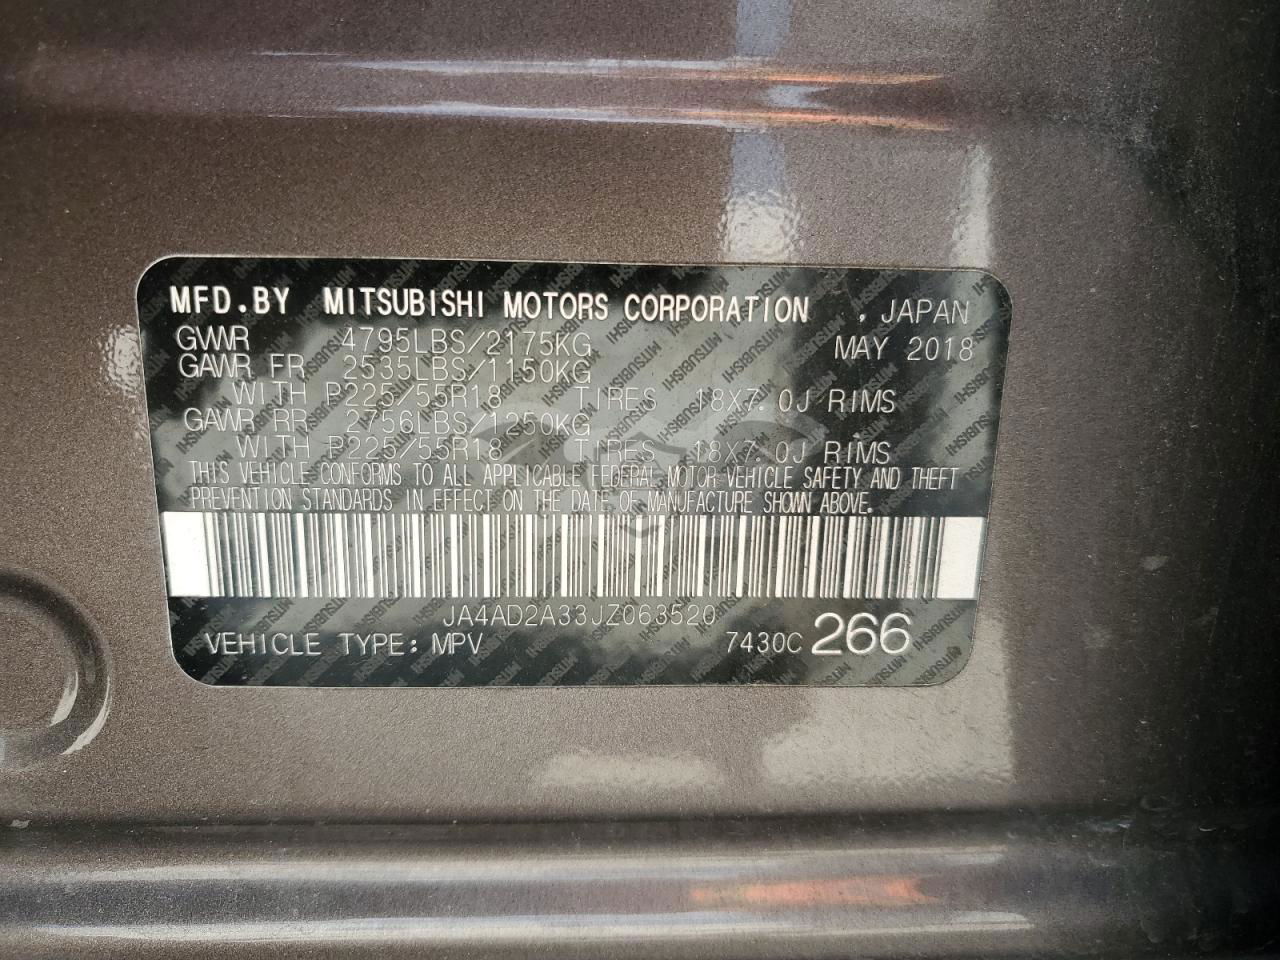 MFD.BY MITSUBISHI MOTORS CORPORATION , JAPAN
GVWR 4795LBS/2175KG MAY 2018
GAWR FR 2535LBS/1150KG
WITH P225/55R18 TIRES 18X7.0J RIMS
GAWR RR 2756LBS/1250KG
WITH P225/55R18 TIRES 18X7.0J RIMS
THIS VEHICLE CONFORMS TO ALL APPLICABLE FEDERAL MOTOR VEHICLE SAFETY AND THEFT
PREVENTION STANDARDS IN EFFECT ON THE DATE OF MANUFACTURE SHOWN ABOVE.
JA4AD2A33JZ063520
VEHICLE TYPE: MPV 7430C 266